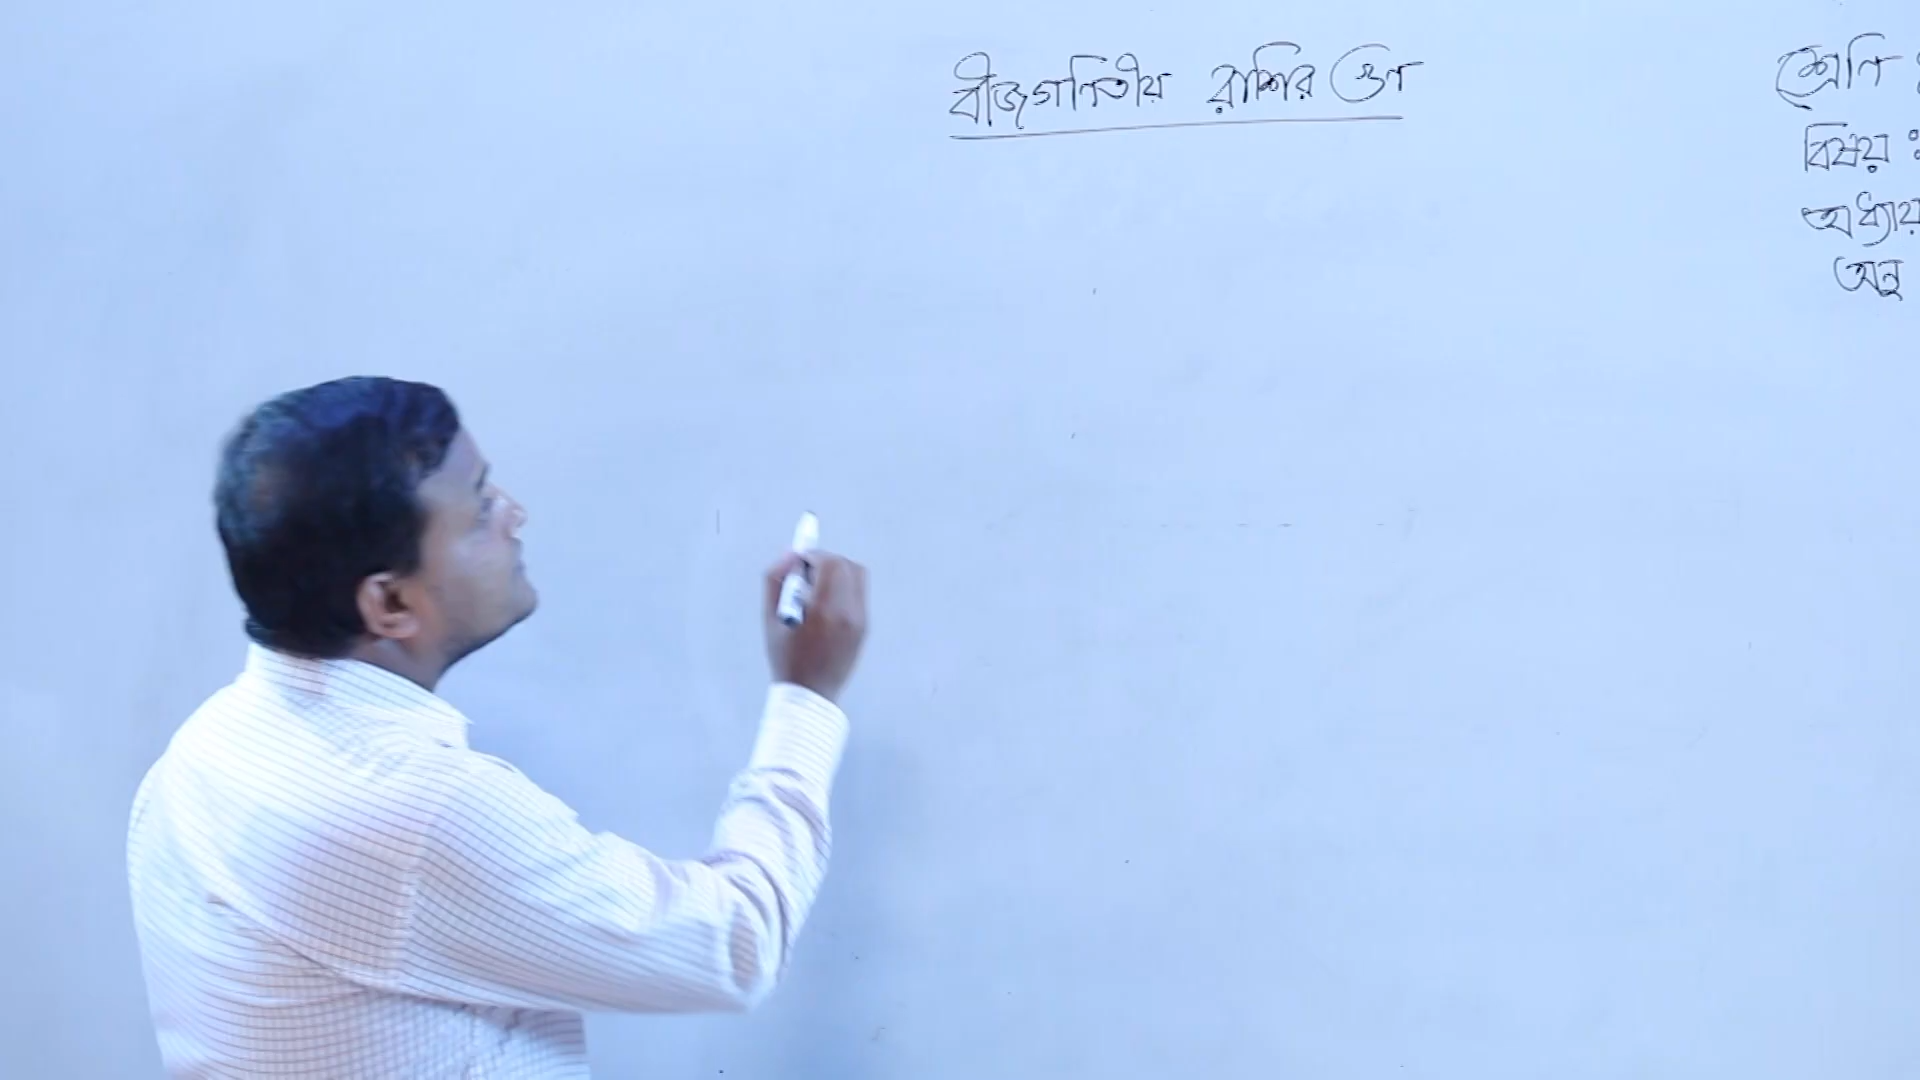 বীজগণিতীয় রাশির গুণ
শ্রেণি :
বিষয় :
অধ্যায়
অনু